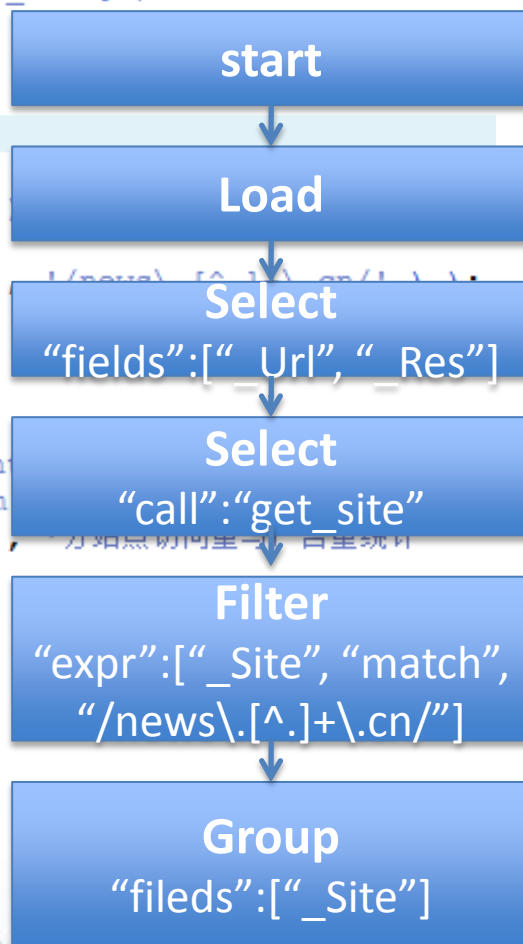 start
Load
Select
“fields”:[“_Url”, “_Res”]
Select
“call”:“get_site”
Filter
“expr”:[“_Site”, “match”,
“/news\.[^.]+\.cn/”]
Group
“fileds”:[“_Site”]